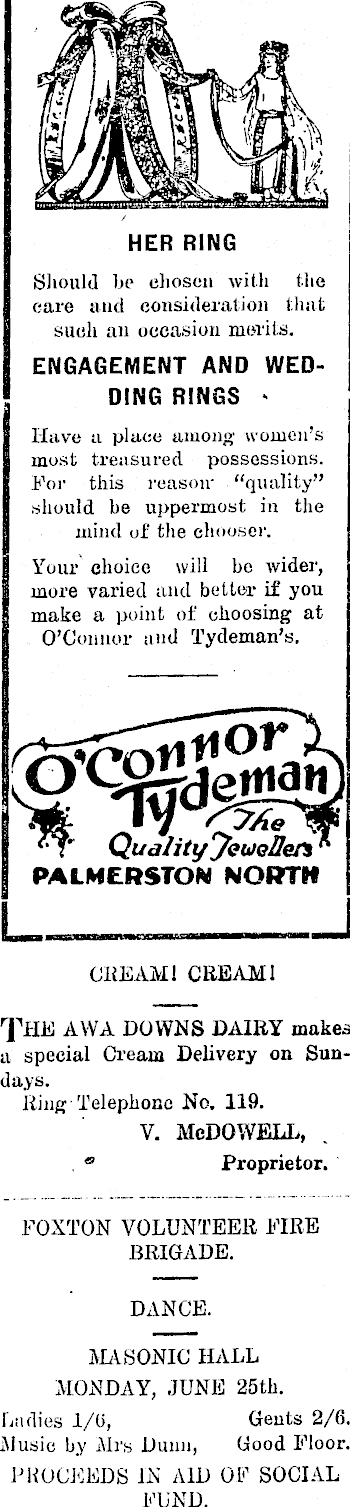 HER RING
Should be chosen with the
care and consideration that
such an occasion merits.
ENGAGEMENT AND WED-
DING RINGS
Have a place among women's
most treasured possessions.
For this reason "quality"
should be uppermost in the
mind of the chooser.
Your choice will be wider,
more varied and better if you
make a point of choosing at
O'Connor and Tydeman's.
O'Connor
Tydeman
The
Quality Jewellers
PALMERSTON NORTH
CREAM! CREAM!
THE AWA DOWNS DAIRY makes
a special Cream Delivery on Sun-
days.
Ring Telephone No. 119.
V. McDOWELL,
Proprietor.
FOXTON VOLUNTEER FIRE
BRIGADE.
DANCE.
MASONIC HALL
MONDAY, JUNE 25th.
Ladies 1/6, Gents 2/6.
Music by Mrs Dunn, Good Floor.
PROCEEDS IN AID OF SOCIAL
FUND.